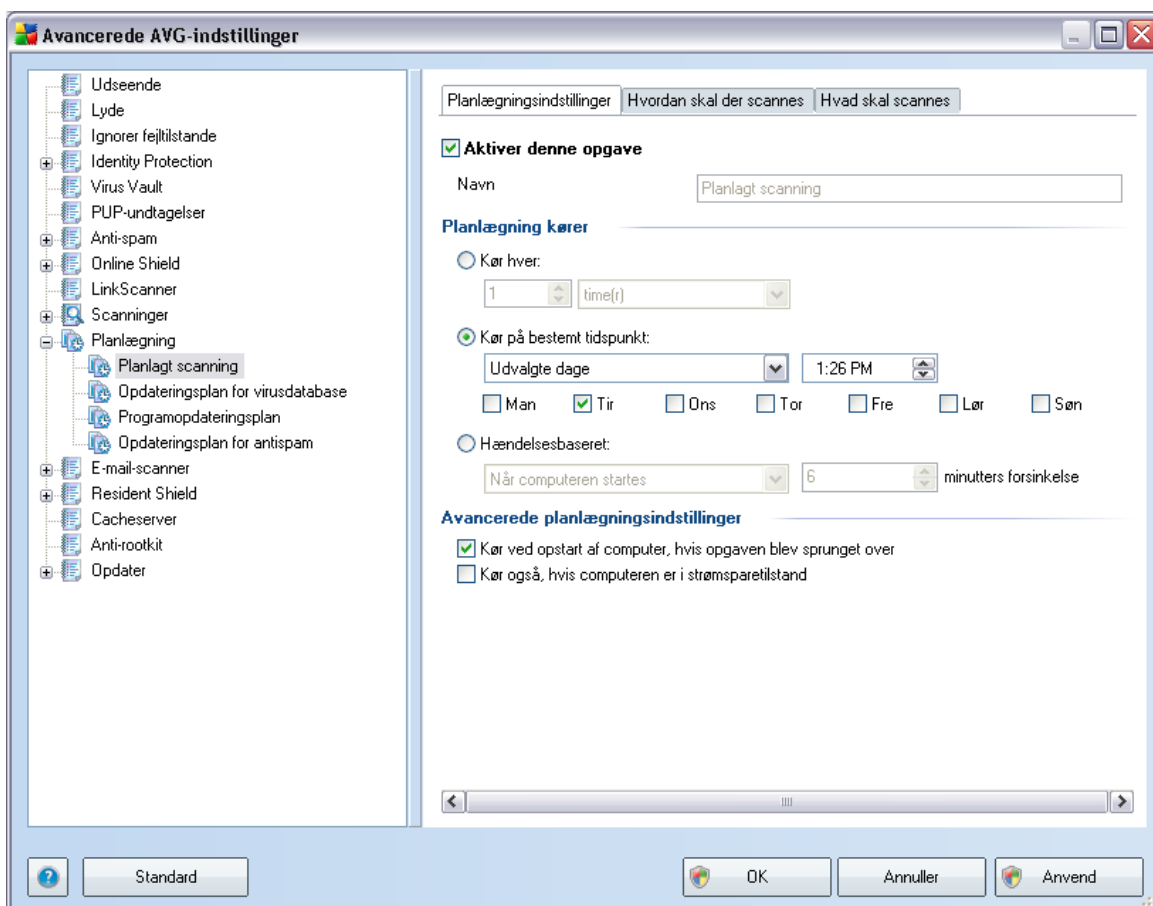 Avancerede AVG-indstillinger
Udseende
Lyde
Ignorer fejltilstande
Identity Protection
Virus Vault
PUP-undtagelser
Anti-spam
Online Shield
LinkScanner
Scanninger
Planlægning
Planlagt scanning
Opdateringsplan for virusdatabase
Programopdateringsplan
Opdateringsplan for antispam
E-mail-scanner
Resident Shield
Cacheserver
Anti-rootkit
Opdater
Planlægningsindstillinger Hvordan skal der scannes Hvad skal scannes
Aktiver denne opgave
Navn Planlagt scanning
Planlægning kører
Kør hver:
1 time(r)
Kør på bestemt tidspunkt:
Udvalgte dage 1:26 PM
Man Tir Ons Tor Fre Lør Søn
Hændelsesbaseret:
Når computeren startes 6 minutters forsinkelse
Avancerede planlægningsindstillinger
Kør ved opstart af computer, hvis opgaven blev sprunget over
Kør også, hvis computeren er i strømsparetilstand
? Standard OK Annuller Anvend